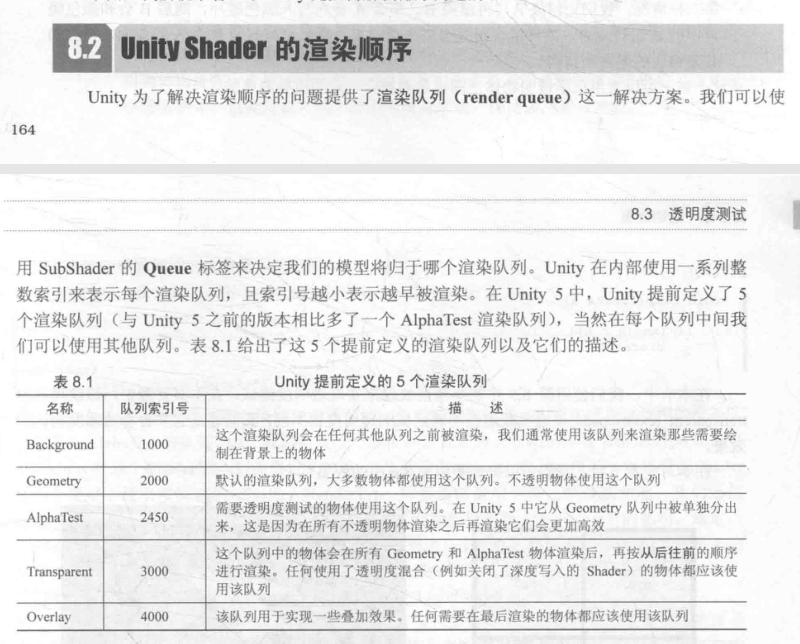 8.2 Unity Shader 的渲染顺序
Unity 为了解决渲染顺序的问题提供了渲染队列（render queue）这一解决方案。我们可以使
164
8.3 透明度测试
用 SubShader 的 Queue 标签来决定我们的模型将归于哪个渲染队列。Unity 在内部使用一系列整
数索引来表示每个渲染队列，且索引号越小表示越早被渲染。在 Unity 5 中，Unity 提前定义了 5
个渲染队列（与 Unity 5 之前的版本相比多了一个 AlphaTest 渲染队列），当然在每个队列中间我
们可以使用其他队列。表 8.1 给出了这 5 个提前定义的渲染队列以及它们的描述。
表 8.1 Unity 提前定义的 5 个渲染队列
名称 队列索引号 描 述
Background 1000 这个渲染队列会在任何其他队列之前被渲染，我们通常使用该队列来渲染那些需要绘
制在背景上的物体
Geometry 2000 默认的渲染队列，大多数物体都使用这个队列。不透明物体使用这个队列
AlphaTest 2450 需要透明度测试的物体使用这个队列。在 Unity 5 中它从 Geometry 队列中被单独分出
来，这是因为在所有不透明物体渲染之后再渲染它们会更加高效
Transparent 3000 这个队列中的物体会在所有 Geometry 和 AlphaTest 物体渲染后，再按从后往前的顺序
进行渲染。任何使用了透明度混合（例如关闭了深度写入的 Shader）的物体都应该使
用该队列
Overlay 4000 该队列用于实现一些叠加效果。任何需要在最后渲染的物体都应该使用该队列